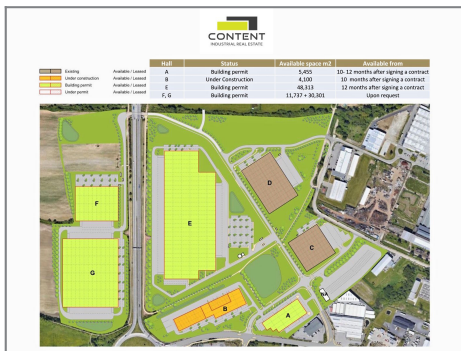 CONTENT
INDUSTRIAL REAL ESTATE
Hall Status Available space m2 Available from
A Building permit 5,455 10-12 months after signing a contract
B Under Construction 4,100 10 months after signing a contract
E Building permit 48,313 12 months after signing a contract
F, G Building permit 11,737 + 30,301 Upon request
Existing Available / Leased
Under construction Available / Leased
Building permit Available / Leased
Under permit Available / Leased
D
F
E
C
G
B
A